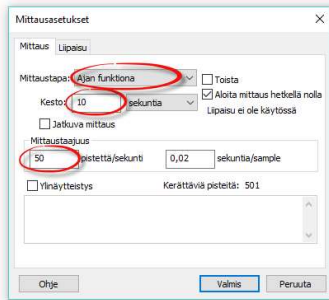 Mittausasetukset
Mittaus Liipaisu
Mittaustapa: Ajan funktiona
Toista
Kesto: 10 sekuntia
Aloita mittaus hetkellä nolla
Liipaisu ei ole käytössä
Jatkuva mittaus
Mittaustaajuus
50 pistettä/sekunti 0,02 sekuntia/sample
Ylinäytteistys Kerättäviä pisteitä: 501
Ohje Valmis Peruuta